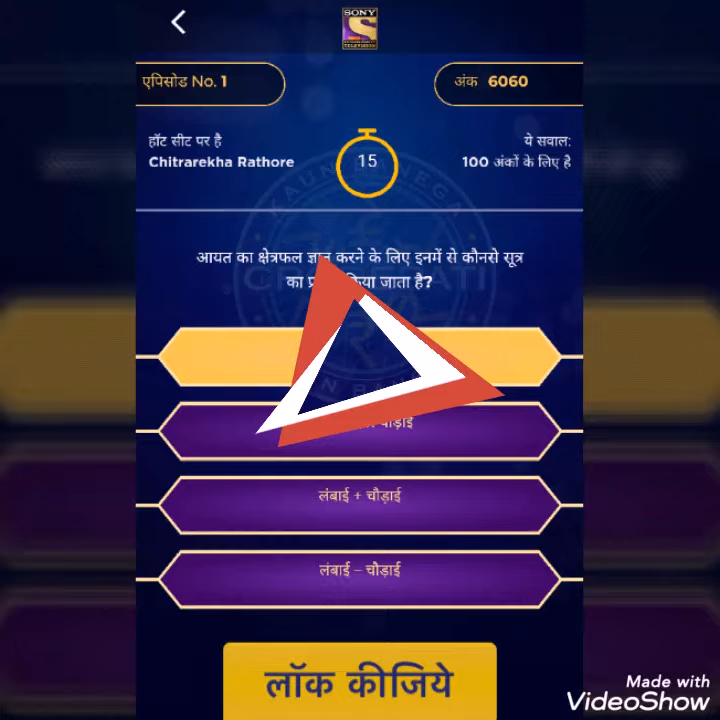 SONY
TELEVISION
एपिसोड No. 1
अंक 6060
हॉट सीट पर है
Chitrarekha Rathore
15
ये सवाल:
100 अंकों के लिए है
आयत का क्षेत्रफल ज्ञात करने के लिए इनमें से कौनसे सूत्र
का जाता है?
चौड़ाई
लंबाई + चौड़ाई
लंबाई – चौड़ाई
लॉक कीजिये
Made with
VideoShow